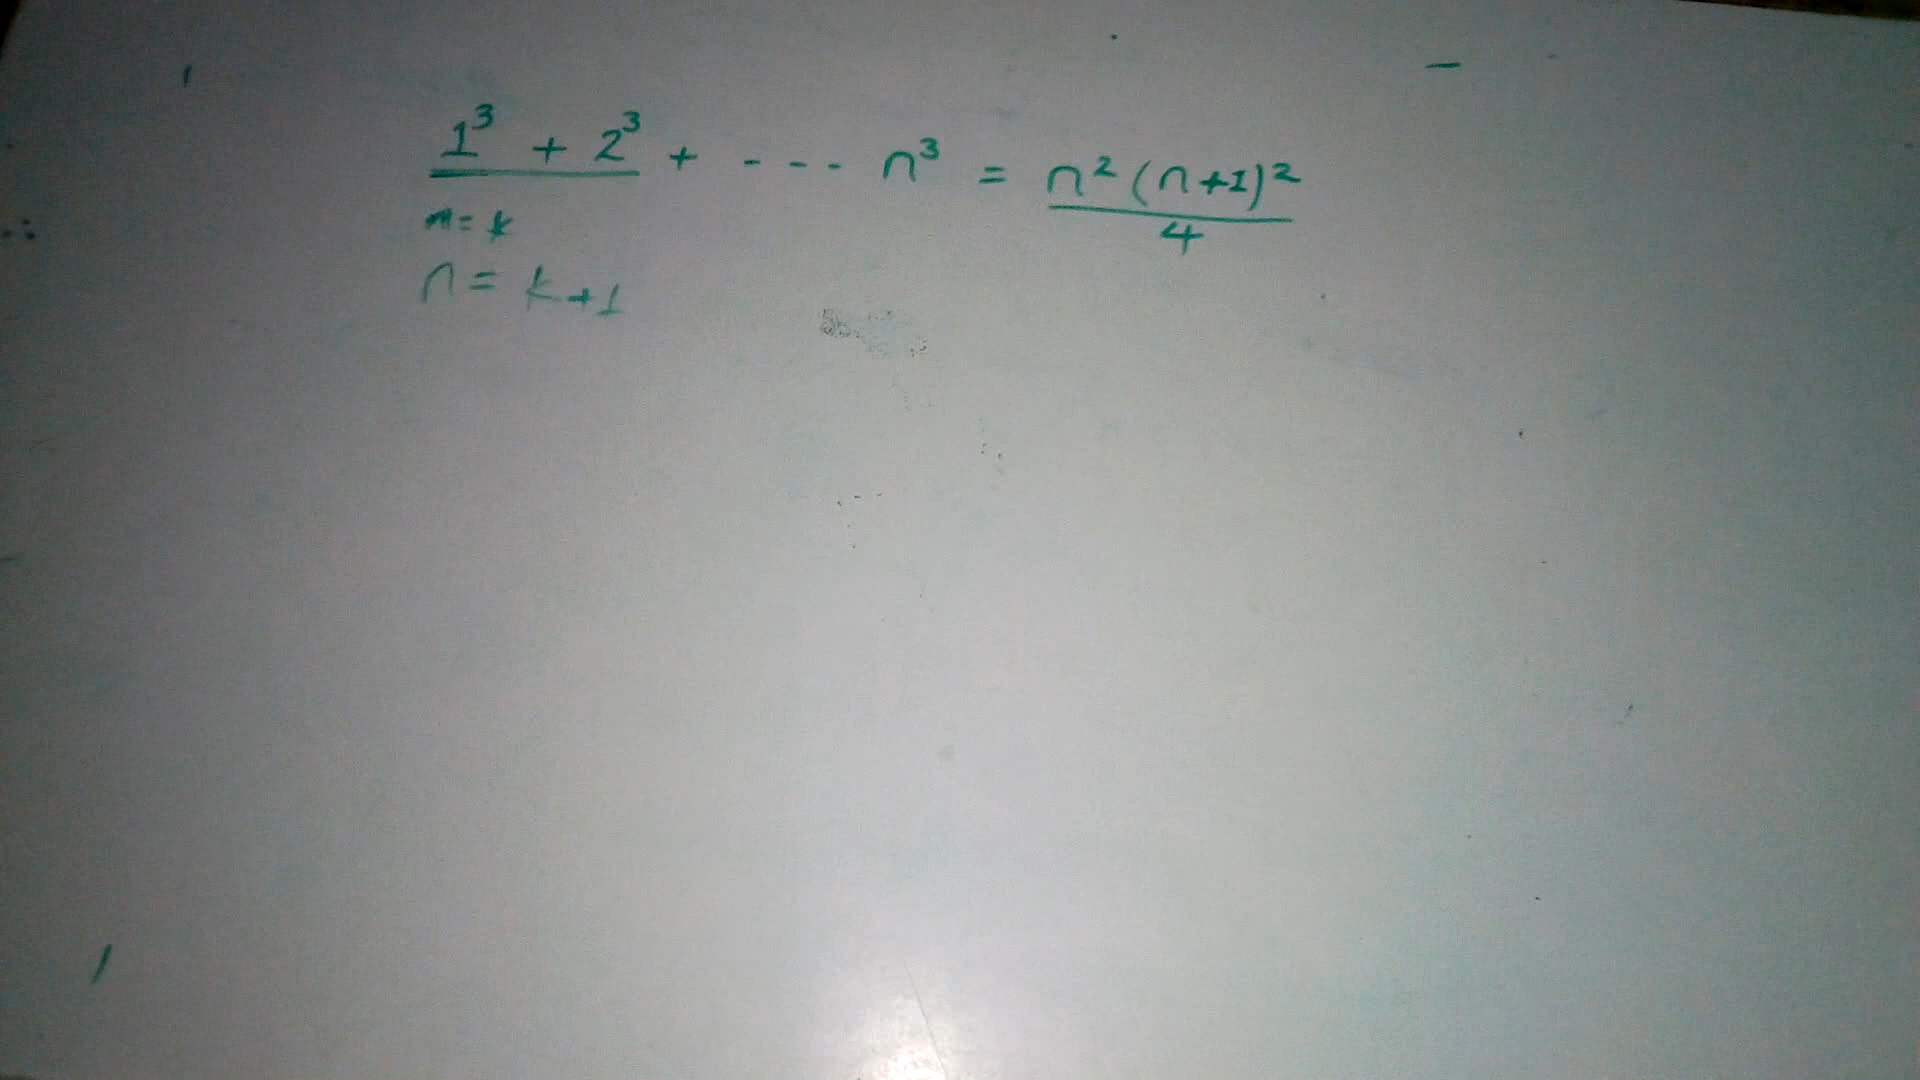 1³ + 2³ + - - - - n³ = n²(n+1)²/4
n = k
n = k+1